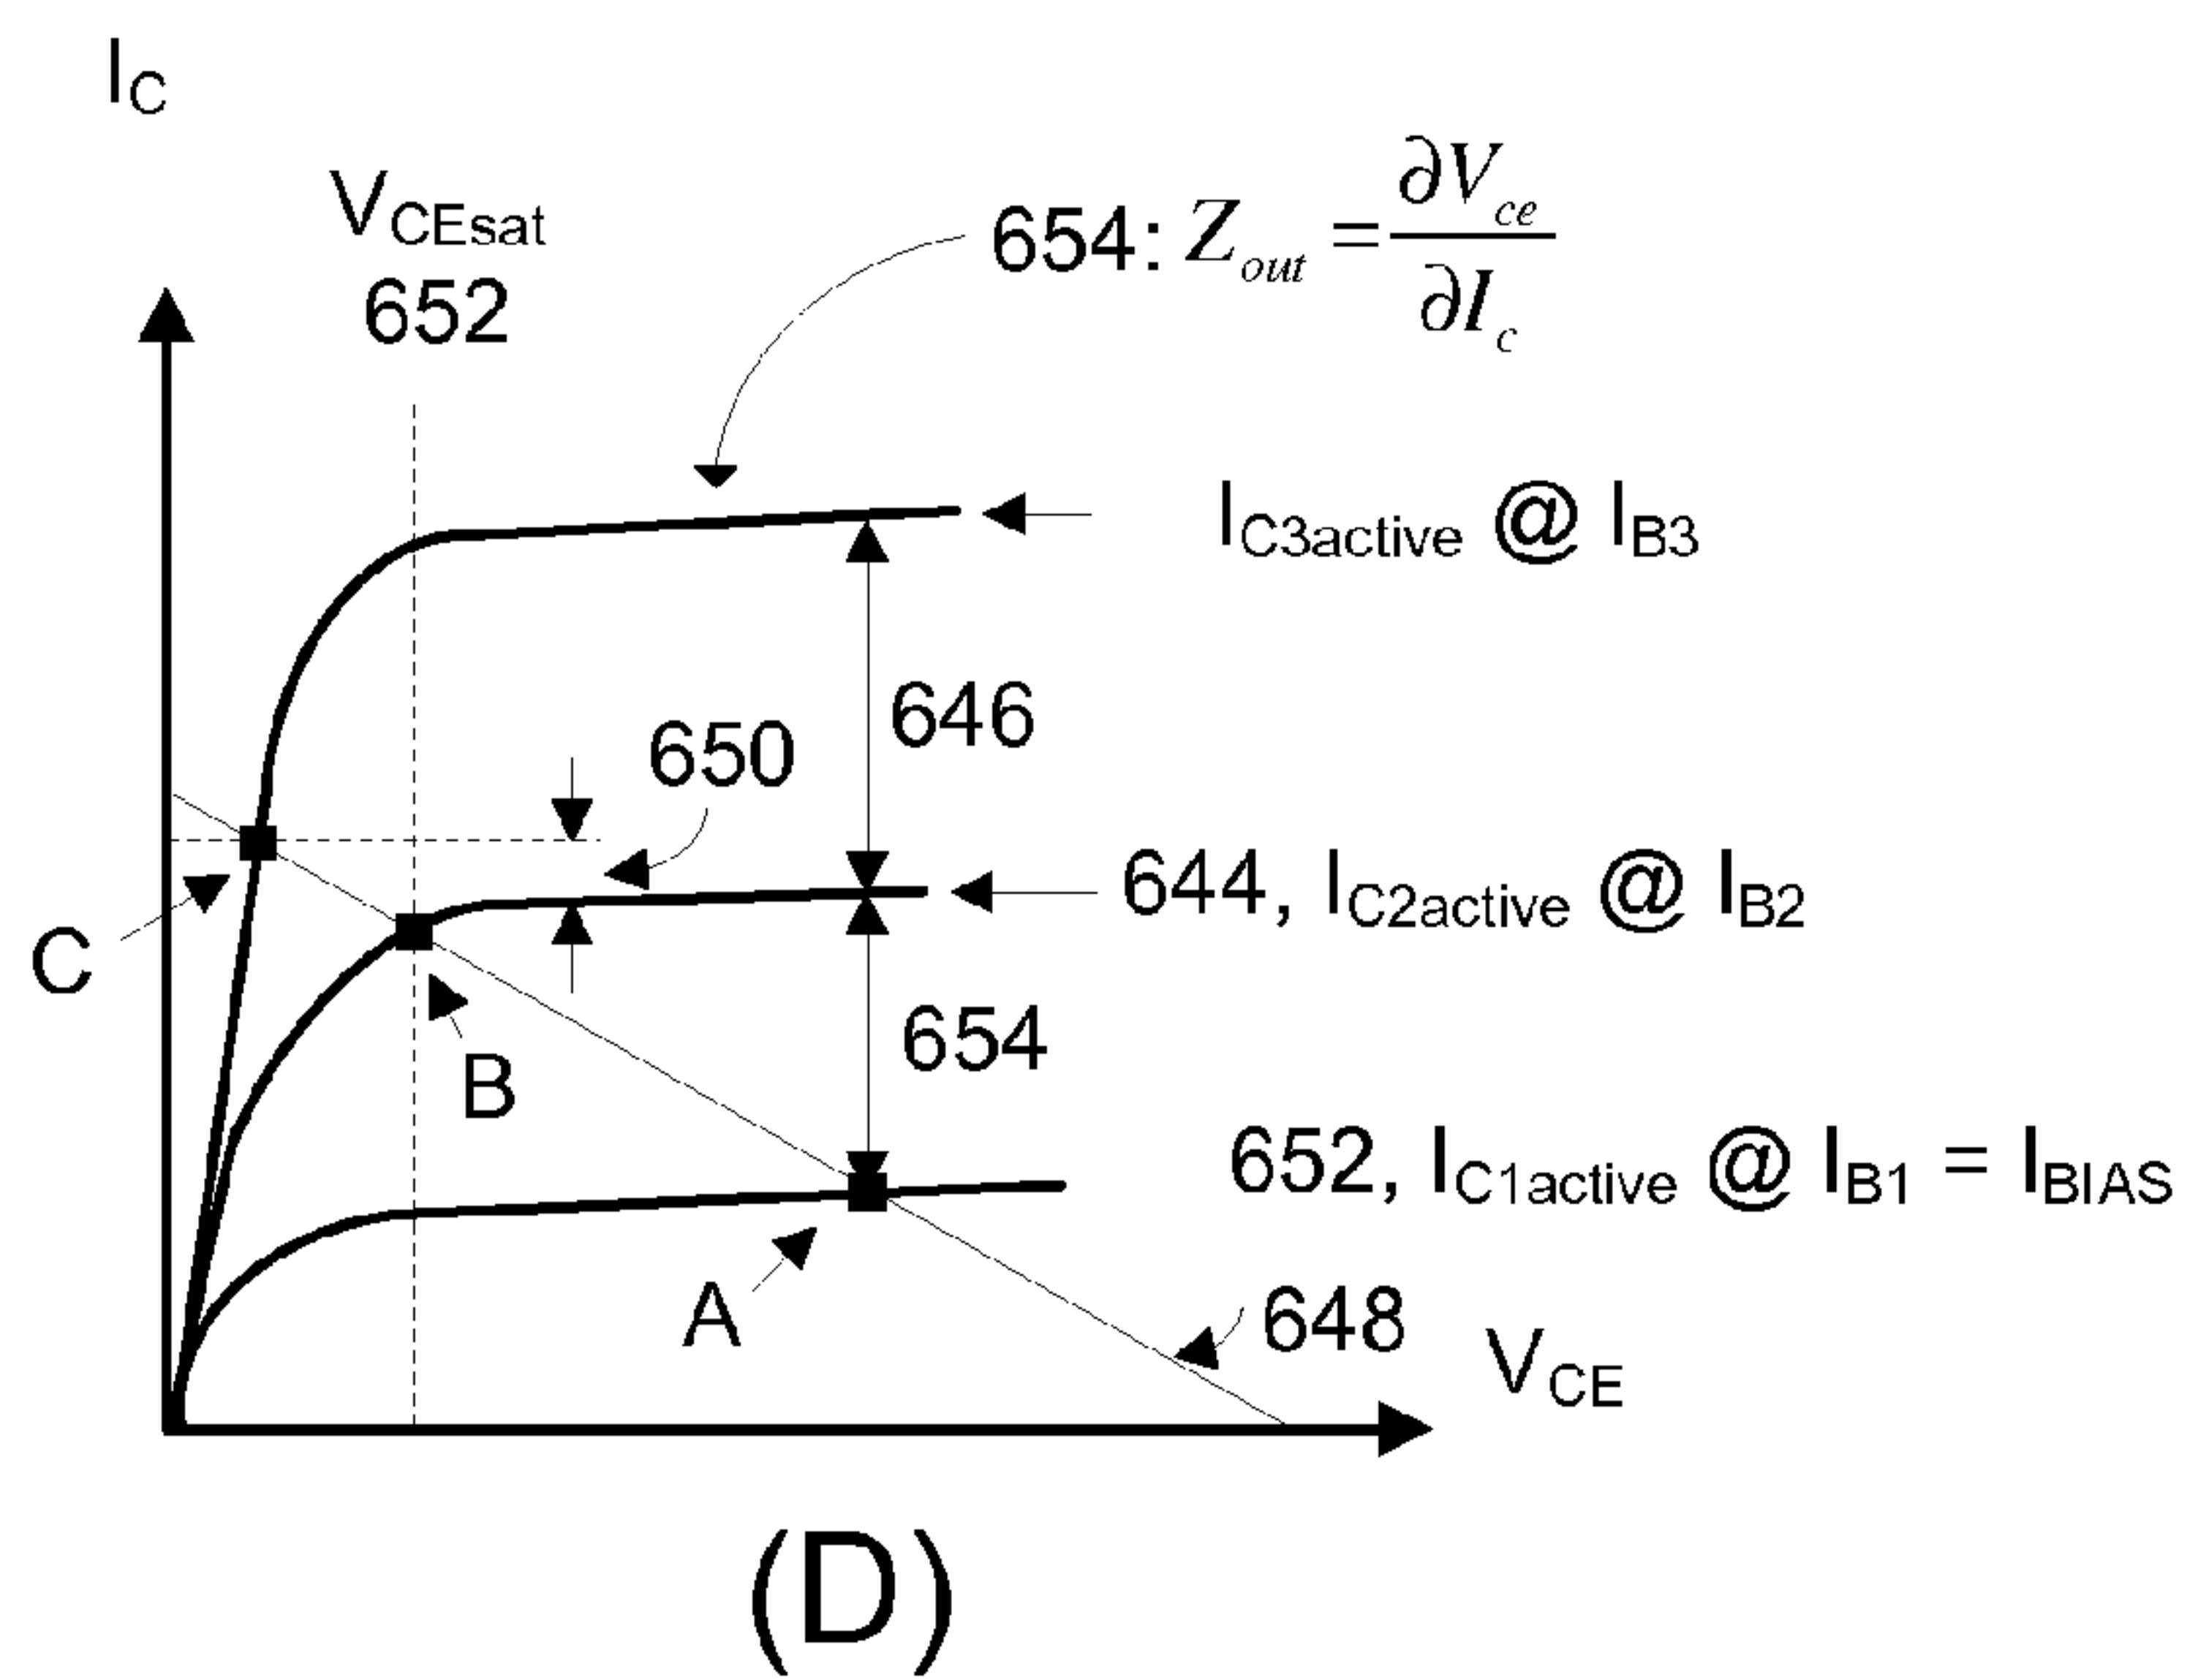 I_C
V_CEsat
652
654: Z_out = ∂V_ce / ∂I_c
I_C3active @ I_B3
646
650
644, I_C2active @ I_B2
C
B
654
652, I_C1active @ I_B1 = I_BIAS
A
648
V_CE
(D)